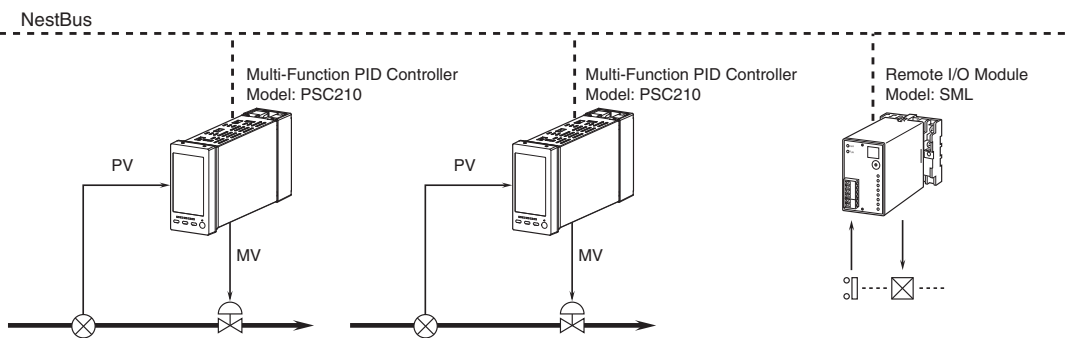 NestBus
Multi-Function PID Controller
Model: PSC210
PV
MV
Multi-Function PID Controller
Model: PSC210
PV
MV
Remote I/O Module
Model: SML